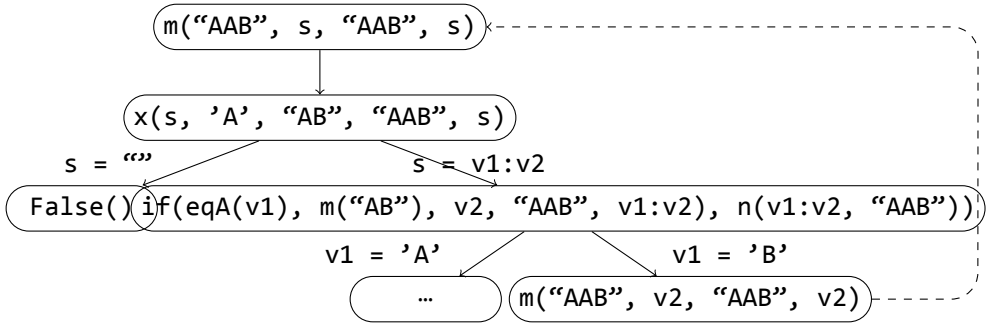 m(“AAB”, s, “AAB”, s)
x(s, ’A’, “AB”, “AAB”, s)
s = “”
s = v1:v2
False()
if(eqA(v1), m(“AB”), v2, “AAB”, v1:v2), n(v1:v2, “AAB”))
v1 = ’A’
v1 = ’B’
…
m(“AAB”, v2, “AAB”, v2)